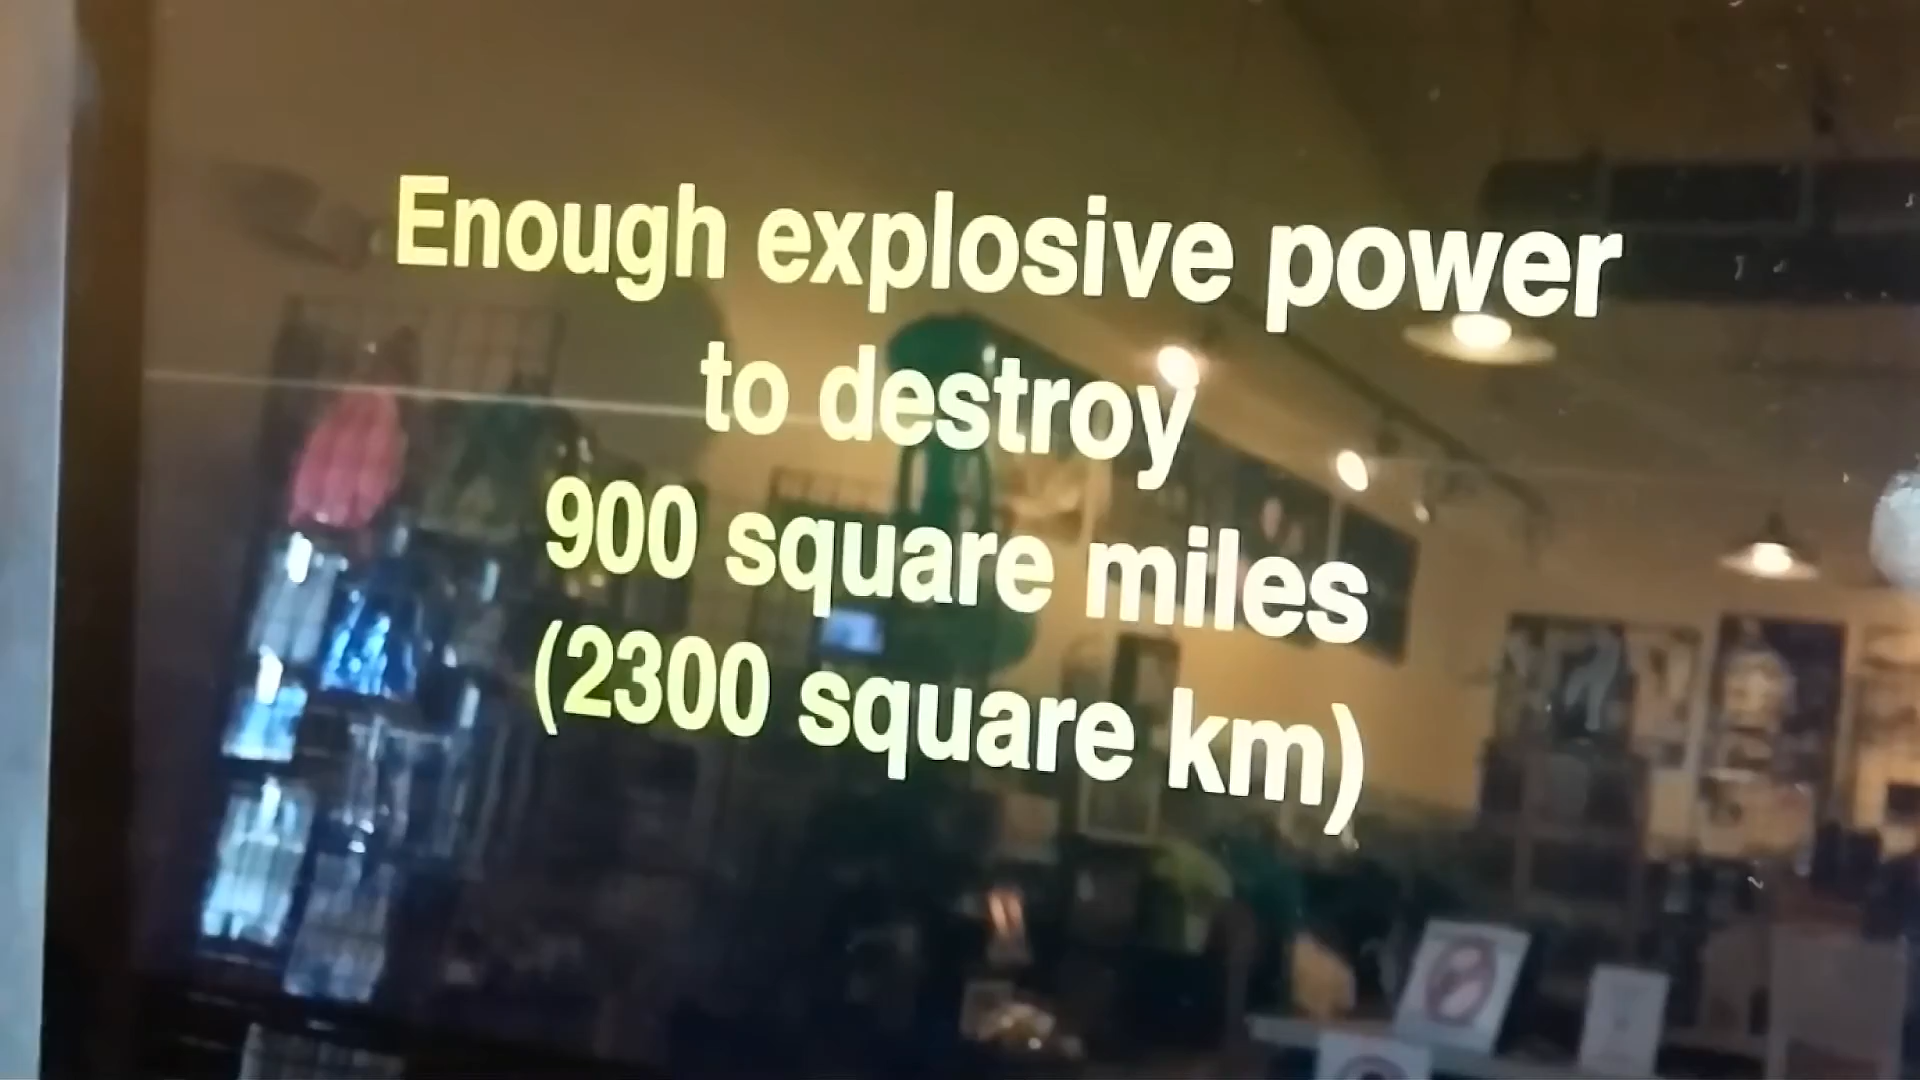 Enough explosive power
to destroy
900 square miles
(2300 square km)